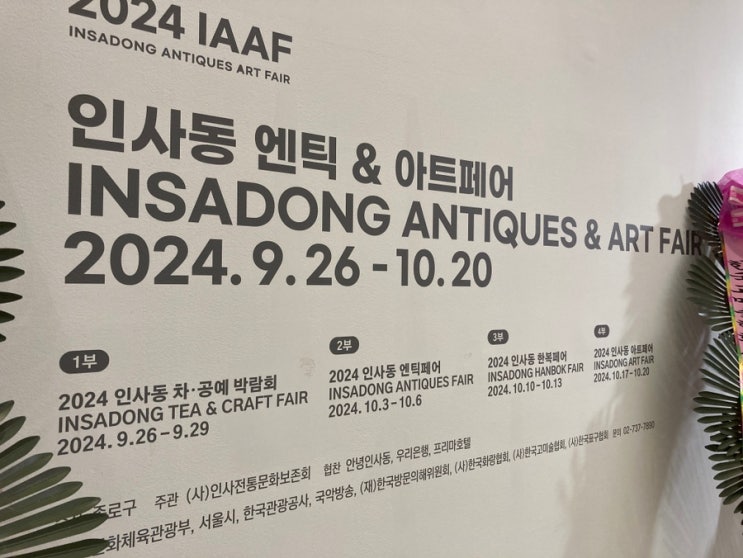 2024 IAAF
INSADONG ANTIQUES ART FAIR
인사동 엔틱 & 아트페어
INSADONG ANTIQUES & ART FAIR
2024. 9. 26 - 10. 20
1부
2024 인사동 차·공예 박람회
INSADONG TEA & CRAFT FAIR
2024. 9.26 – 9.29
2부
2024 인사동 엔틱페어
INSADONG ANTIQUES FAIR
2024. 10.3 – 10.6
3부
2024 인사동 한복페어
INSADONG HANBOK FAIR
2024. 10.10 - 10.13
4부
2024 인사동 아트페어
INSADONG ART FAIR
2024. 10.17 - 10.20
종로구 주관 (사)인사전통문화보존회 협찬 안녕인사동, 우리은행, 프리마호텔
문화체육관광부, 서울시, 한국관광공사, 국악방송, (재)한국방문의해위원회, (사)한국화랑협회, (사)한국고미술협회, (사)한국표구협회 문의 02-737-7890